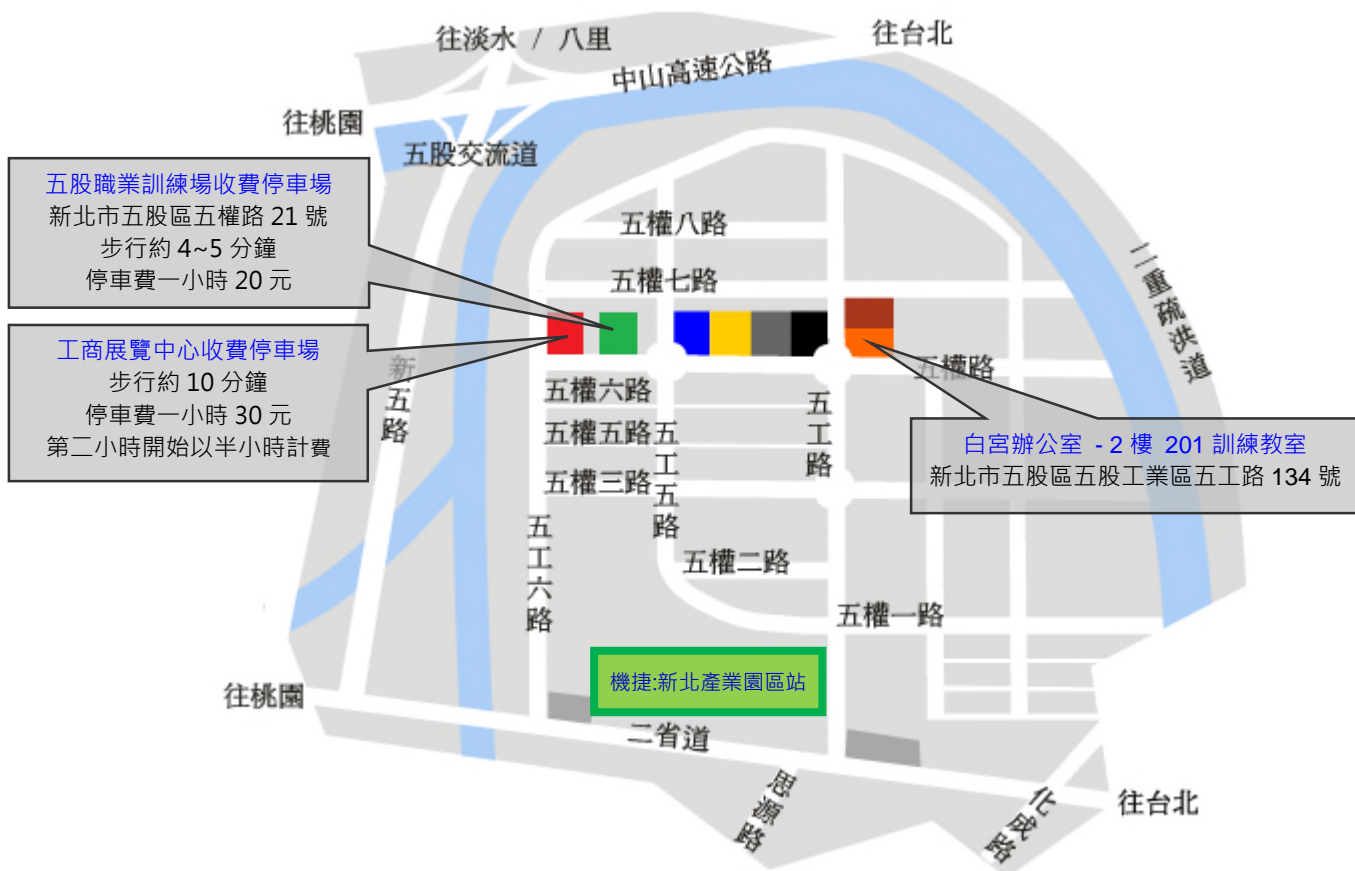 往淡水 / 八里
往台北
中山高速公路
往桃園
五股交流道
五股職業訓練場收費停車場
新北市五股區五權路 21 號
步行約 4~5 分鐘
停車費一小時 20 元
五權八路
五權七路
二重疏洪道
工商展覽中心收費停車場
步行約 10 分鐘
停車費一小時 30 元
第二小時開始以半小時計費
新五路
五權路
五權六路
五權五路
五權三路
五工五路
五工路
白宮辦公室 - 2 樓 201 訓練教室
新北市五股區五股工業區五工路 134 號
五工六路
五權二路
五權一路
機捷:新北產業園區站
往桃園
二省道
思源路
化成路
往台北